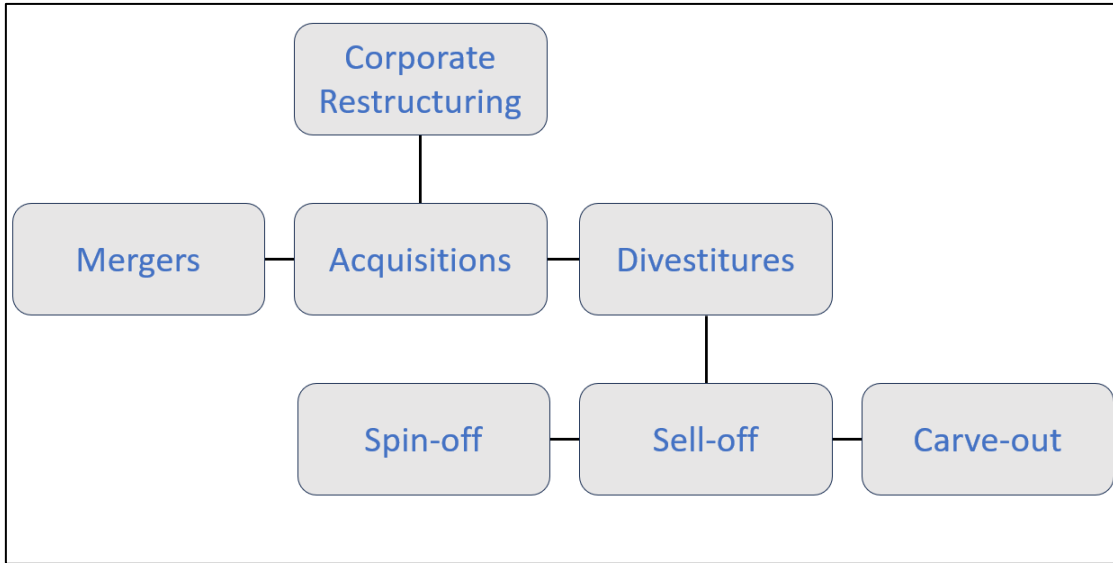 Corporate
Restructuring
Mergers
Acquisitions
Divestitures
Spin-off
Sell-off
Carve-out